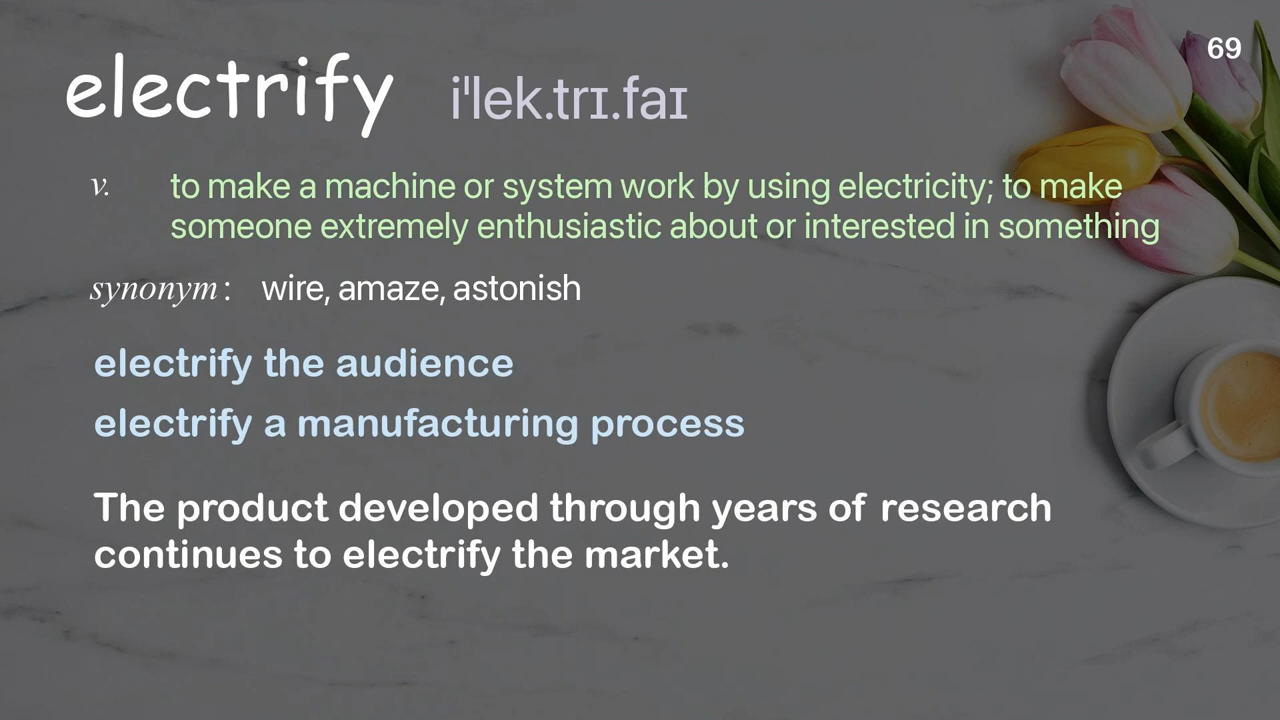 69
electrify iˈlek.trɪ.faɪ
v. to make a machine or system work by using electricity; to make
someone extremely enthusiastic about or interested in something
synonym : wire, amaze, astonish
electrify the audience
electrify a manufacturing process
The product developed through years of research
continues to electrify the market.